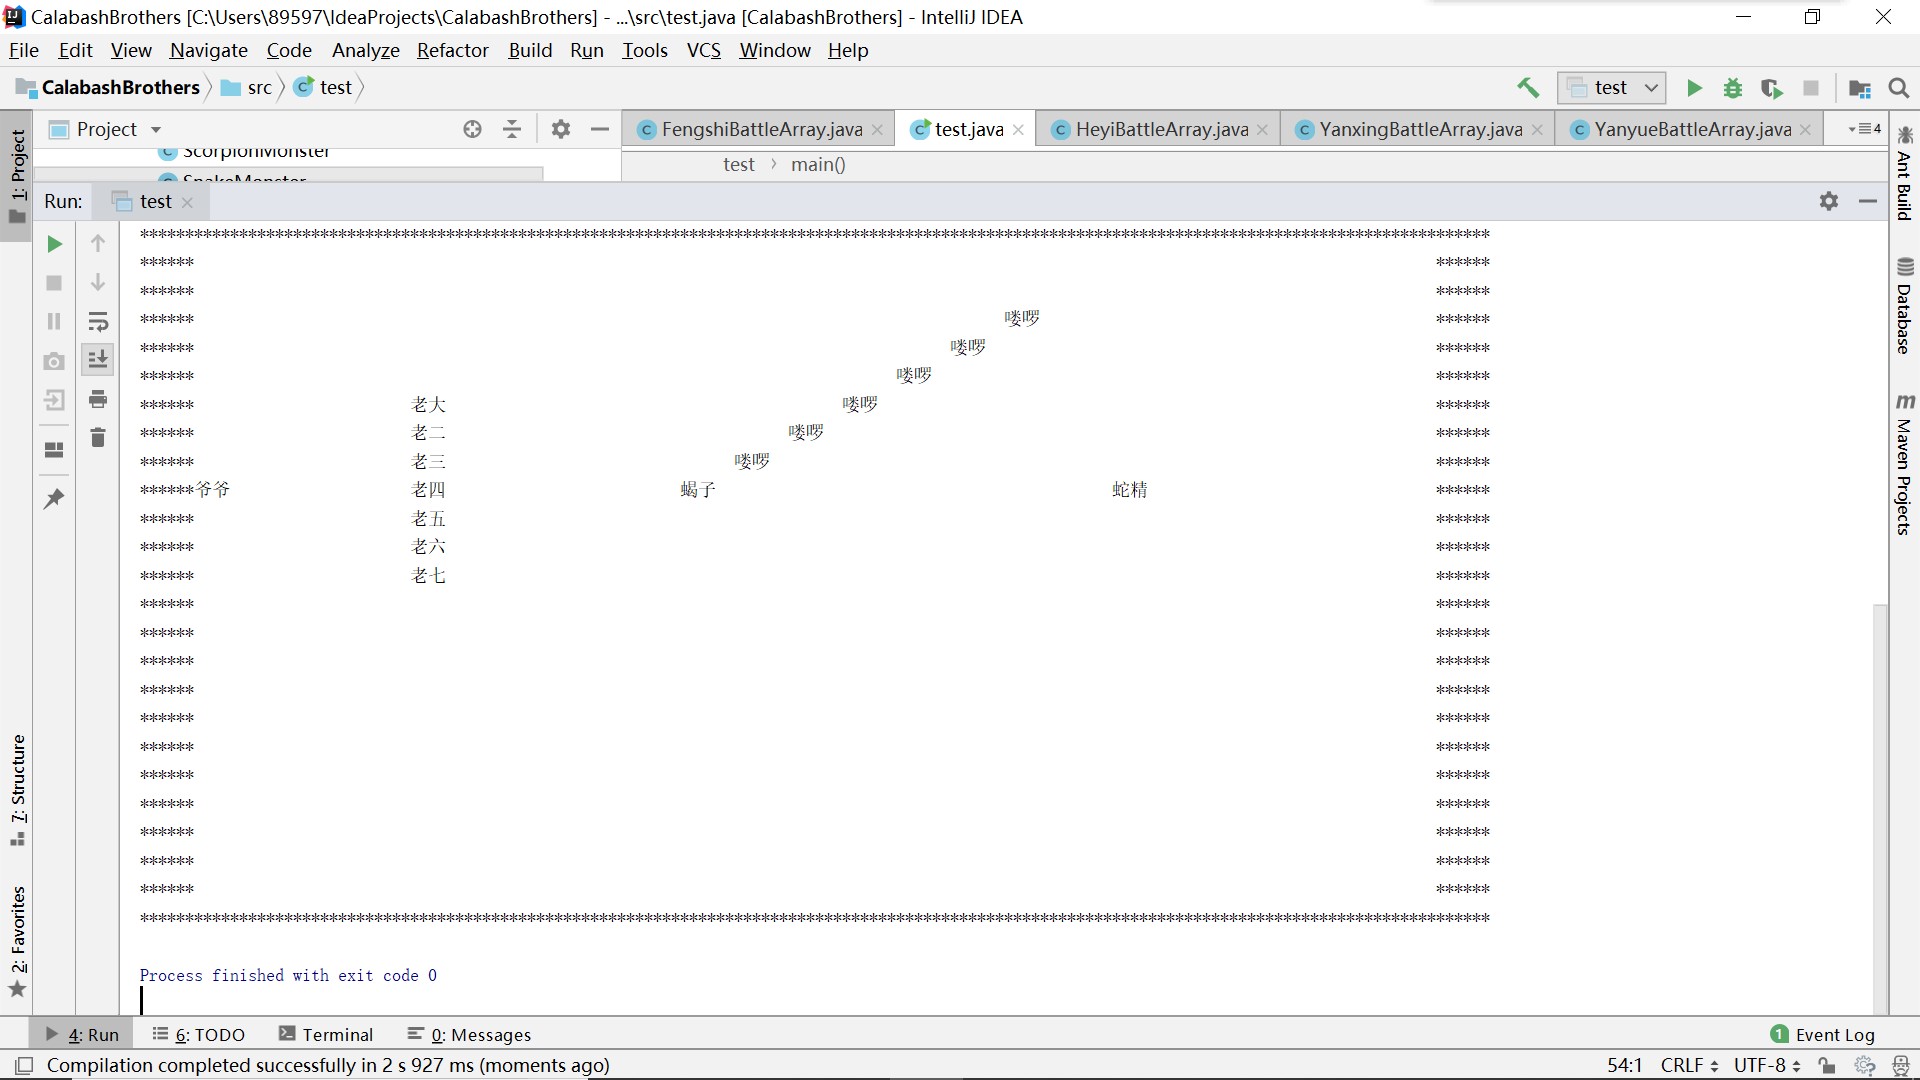 CalabashBrothers [C:\Users\89597\IdeaProjects\CalabashBrothers] - ...\src\test.java [CalabashBrothers] - IntelliJ IDEA
File Edit View Navigate Code Analyze Refactor Build Run Tools VCS Window Help
CalabashBrothers src test test
1: Project Project FengshiBattleArray.java test.java HeyiBattleArray.java YanxingBattleArray.java YanyueBattleArray.java 4
ScorpionMonster
SnakeMonster
test > main()
Ant Build
Run: test
******************************************************************************************************************************************************
****** ******
****** ******
****** 喽啰 ******
****** 喽啰 ******
****** 喽啰 ******
****** 老大 喽啰 ******
****** 老二 喽啰 ******
****** 老三 喽啰 ******
******爷爷 老四 蝎子 蛇精 ******
****** 老五 ******
****** 老六 ******
****** 老七 ******
****** ******
****** ******
****** ******
****** ******
****** ******
****** ******
****** ******
****** ******
****** ******
****** ******
****** ******
******************************************************************************************************************************************************
Process finished with exit code 0
Database
m Maven Projects
7: Structure
2: Favorites
4: Run 6: TODO Terminal 0: Messages 1 Event Log
Compilation completed successfully in 2 s 927 ms (moments ago) 54:1 CRLF UTF-8